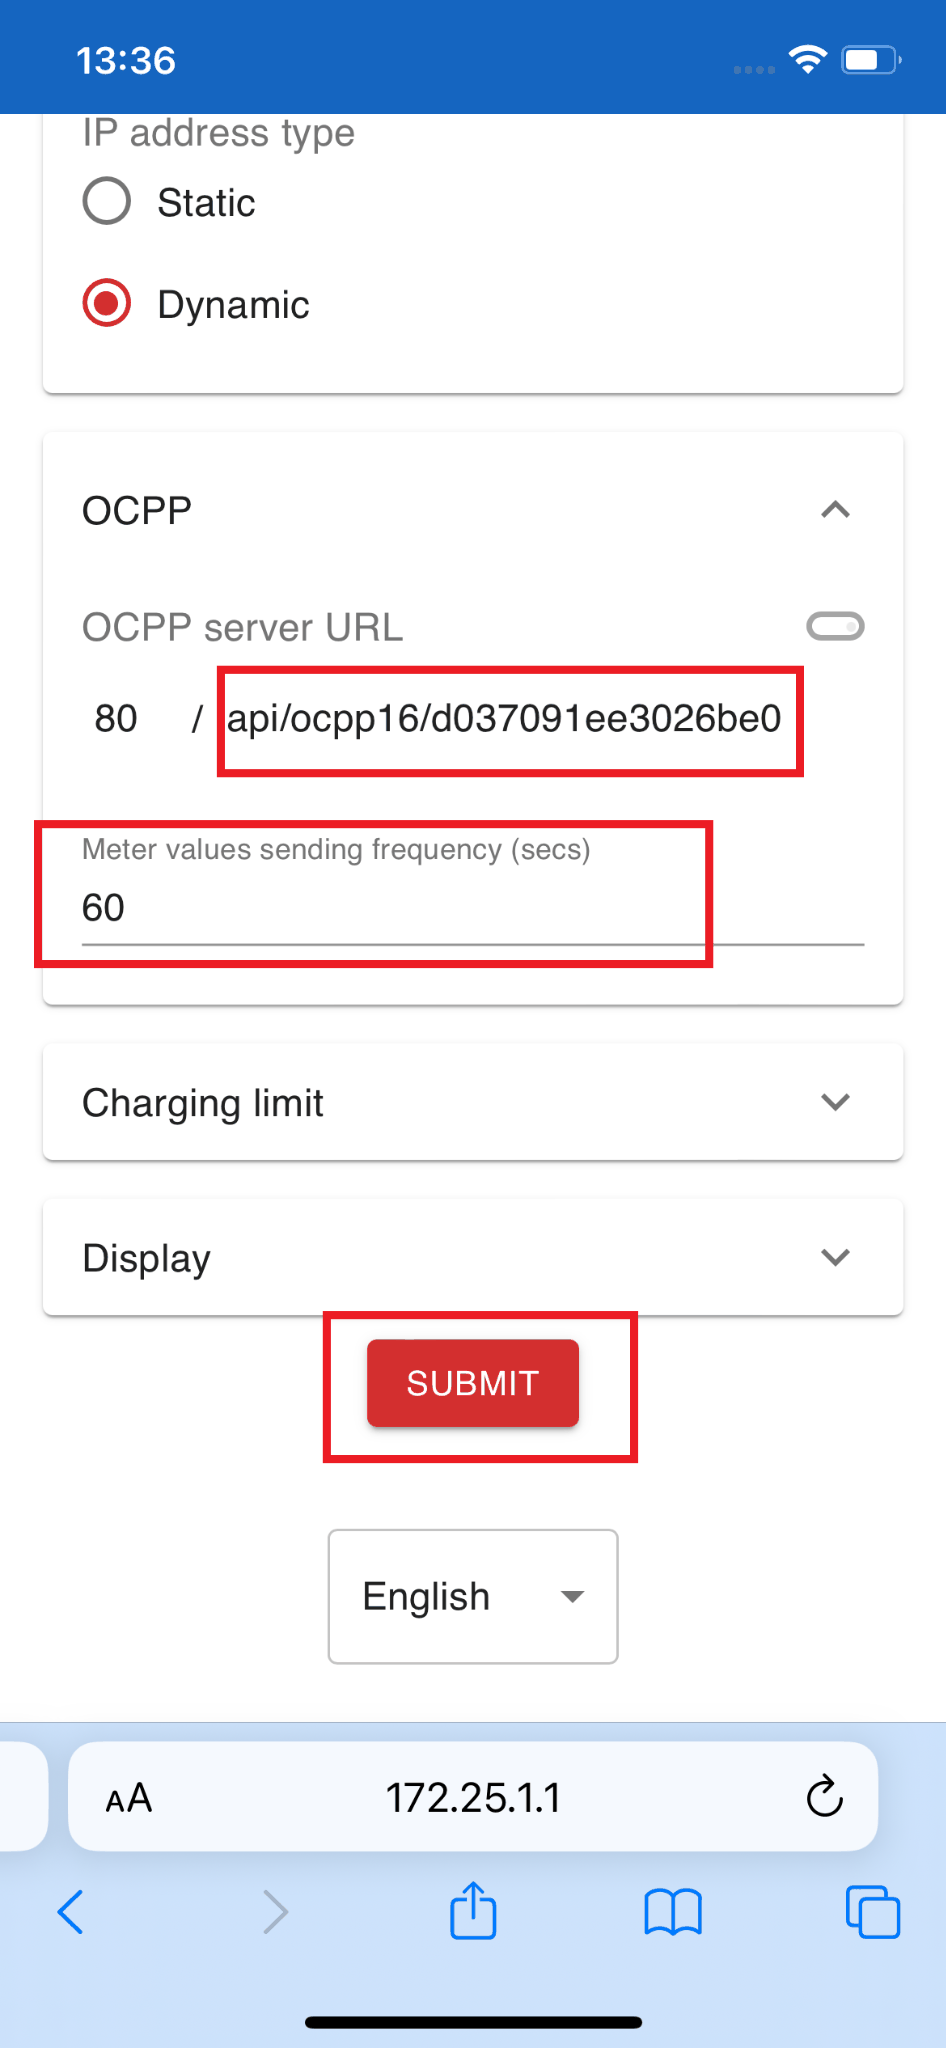 13:36
IP address type
Static
Dynamic
OCPP
OCPP server URL
80 / api/ocpp16/d037091ee3026be0
Meter values sending frequency (secs)
60
Charging limit
Display
SUBMIT
English
AA 172.25.1.1